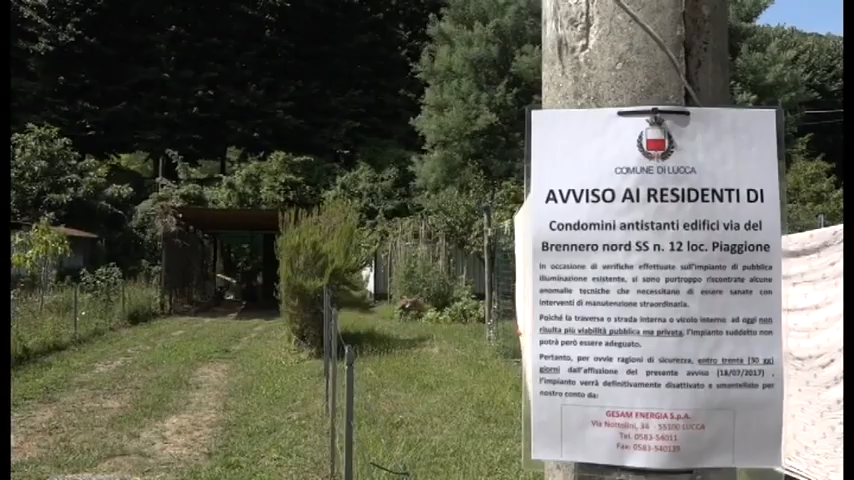 COMUNE DI LUCCA
AVVISO AI RESIDENTI DI
Condomini antistanti edifici via del
Brennero nord SS n. 12 loc. Piaggione
In occasione di verifiche effettuate sull'impianto di pubblica
illuminazione esistente, si sono purtroppo riscontrate alcune
anomalie tecniche che necessitano di essere sanate con
interventi di manutenzione straordinaria.
Poiché la traversa o strada interna o vicolo interno ad oggi non
risulta più viabilità pubblica ma privata, l'impianto suddetto non
potrà però essere adeguato.
Pertanto, per ovvie ragioni di sicurezza, entro trenta (30 gg)
giorni dall'affissione del presente avviso (18/07/2017) ,
l'impianto verrà definitivamente disattivato e smantellato per
nostro conto da:
GESAM ENERGIA S.p.A.
Via Nottolini, 34 - 55100 LUCCA
Tel. 0583-54011
Fax: 0583-540139